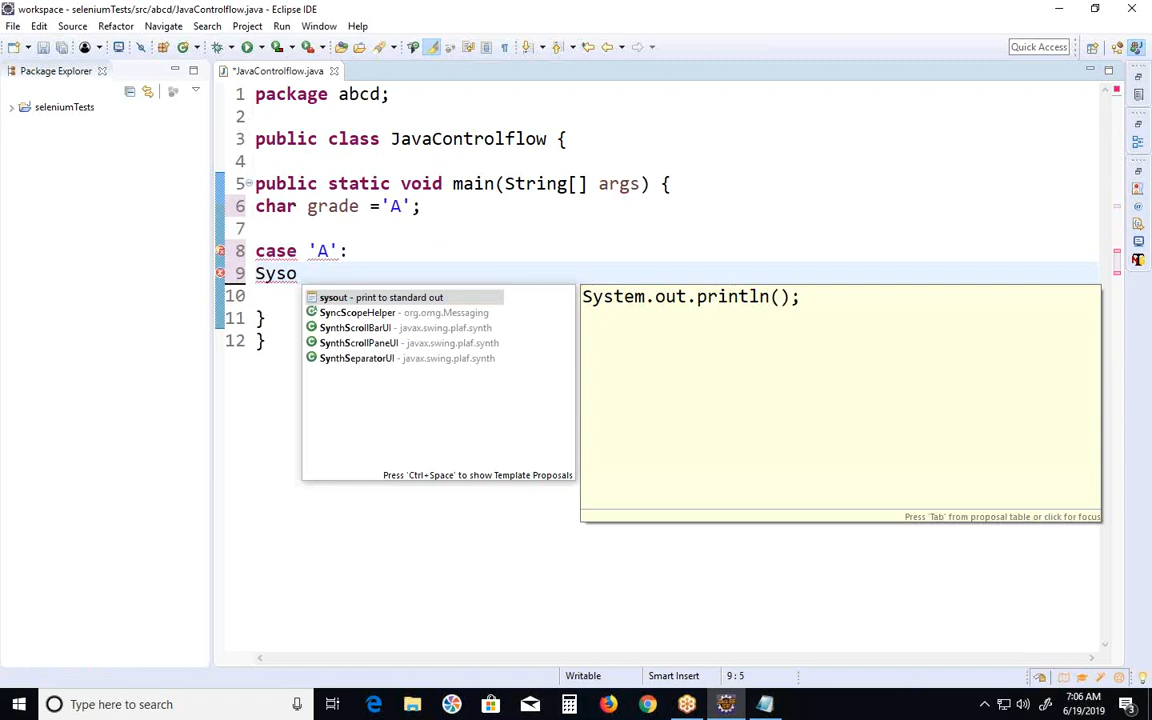 workspace - seleniumTests/src/abcd/JavaControlflow.java - Eclipse IDE
File Edit Source Refactor Navigate Search Project Run Window Help
Quick Access
Package Explorer
*JavaControlflow.java
seleniumTests
1 package abcd;
2
3 public class JavaControlflow {
4
5 public static void main(String[] args) {
6 char grade ='A';
7
8 case 'A':
9 Syso
10
11 }
12 }
sysout - print to standard out
SyncScopeHelper - org.omg.Messaging
SynthScrollBarUI - javax.swing.plaf.synth
SynthScrollPaneUI - javax.swing.plaf.synth
SynthSeparatorUI - javax.swing.plaf.synth
Press 'Ctrl+Space' to show Template Proposals
System.out.println();
Press 'Tab' from proposal table or click for focus
Writable Smart Insert 9 : 5
Type here to search
7:06 AM
6/19/2019
3